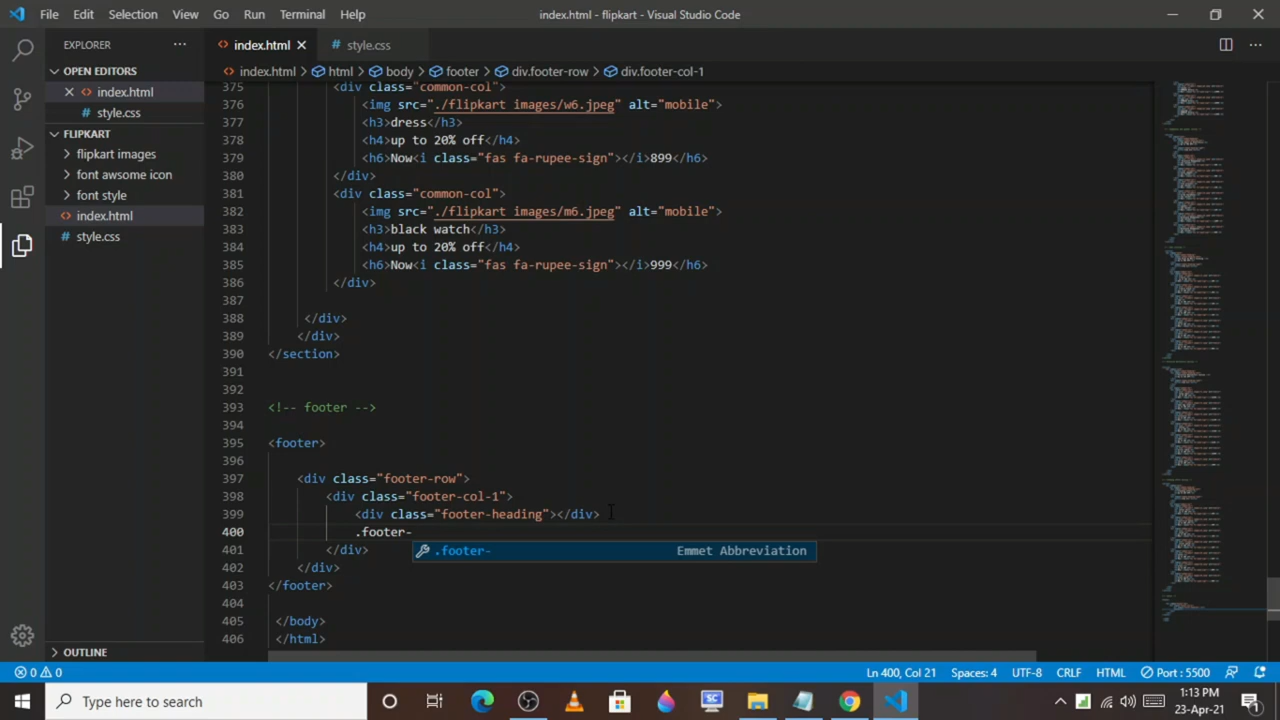 File Edit Selection View Go Run Terminal Help
index.html - flipkart - Visual Studio Code
EXPLORER
OPEN EDITORS
index.html
style.css
FLIPKART
flipkart images
font awsome icon
font style
index.html
style.css
OUTLINE
index.html
style.css
index.html > html > body > footer > div.footer-row > div.footer-col-1
375 <div class="common-col">
376 <img src="./flipkart images/w6.jpeg" alt="mobile">
377 <h3>dress</h3>
378 <h4>up to 20% off</h4>
379 <h6>Now<i class="fas fa-rupee-sign"></i>899</h6>
380 </div>
381 <div class="common-col">
382 <img src="./flipkart images/m6.jpeg" alt="mobile">
383 <h3>black watch</h3>
384 <h4>up to 20% off</h4>
385 <h6>Now<i class="fas fa-rupee-sign"></i>999</h6>
386 </div>
387
388 </div>
389 </div>
390 </section>
391
392
393 <!-- footer -->
394
395 <footer>
396
397 <div class="footer-row">
398 <div class="footer-col-1">
399 <div class="footer-heading"></div>
400 .footer-
.footer- Emmet Abbreviation
401 </div>
402 </div>
403 </footer>
404
405 </body>
406 </html>
0 0
Ln 400, Col 21 Spaces: 4 UTF-8 CRLF HTML Port : 5500
Type here to search
1:13 PM
23-Apr-21